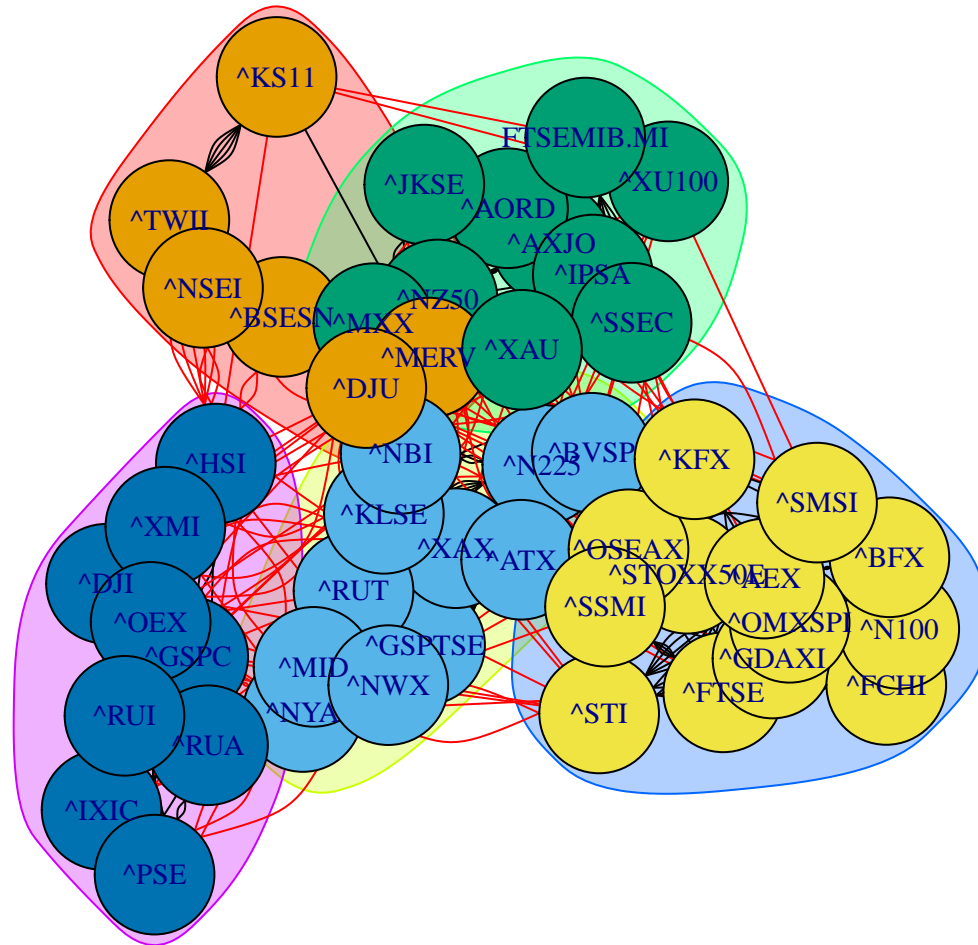 ^KS11
FTSEMIB.MI
^JKSE
^XU100
^AORD
^TWII
^AXJO
^IPSA
^NSEI
^NZ50
^BSESN
^MXX
^SSEC
^XAU
^MERV
^DJU
^NBI
^BVSP
^KFX
^HSI
^N225
^SMSI
^KLSE
^XMI
^XAX
^OSEAX
^BFX
^ATX
^STOXX50E
^AEX
^DJI
^RUT
^SSMI
^OEX
^OMXSPI
^N100
^GSPTSE
^GSPC
^GDAXI
^MID
^NWX
^FCHI
^FTSE
^NYA
^STI
^RUI
^RUA
^IXIC
^PSE